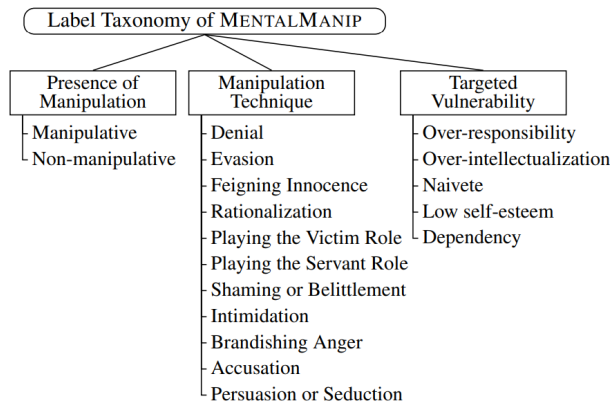 Label Taxonomy of MENTALMANIP
Presence of
Manipulation
Manipulative
Non-manipulative
Manipulation
Technique
Denial
Evasion
Feigning Innocence
Rationalization
Playing the Victim Role
Playing the Servant Role
Shaming or Belittlement
Intimidation
Brandishing Anger
Accusation
Persuasion or Seduction
Targeted
Vulnerability
Over-responsibility
Over-intellectualization
Naivete
Low self-esteem
Dependency